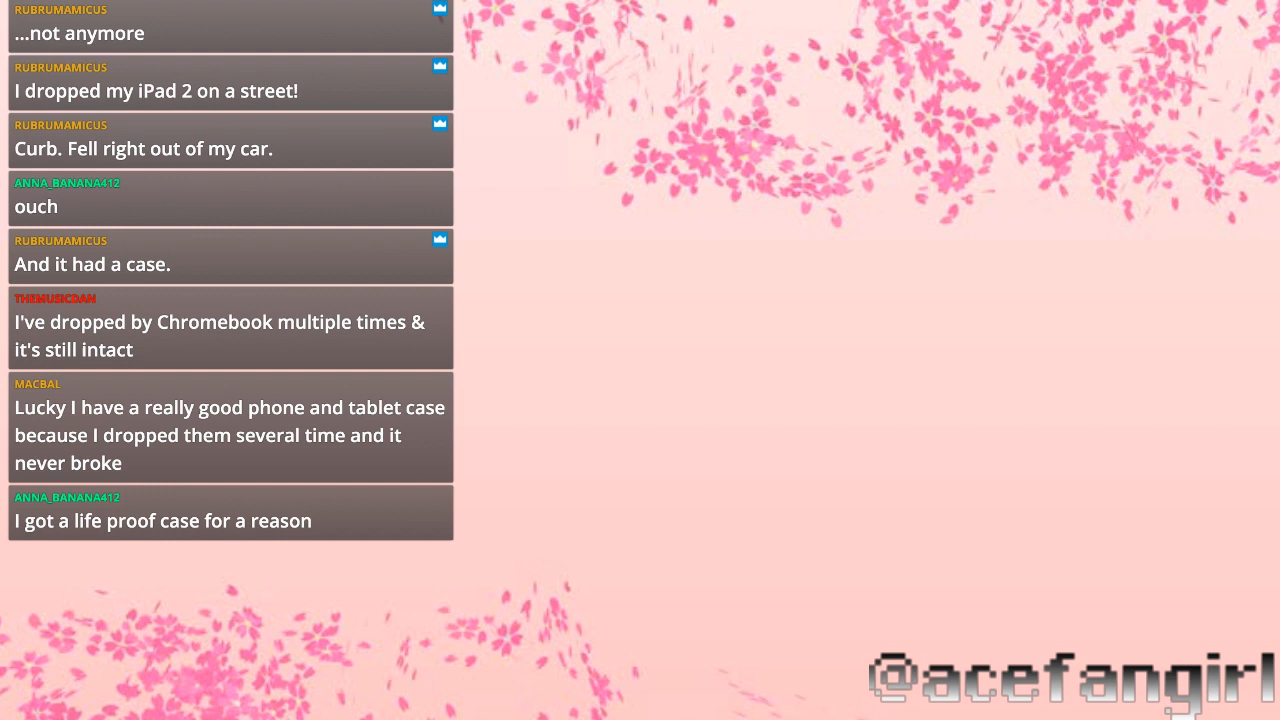 RUBRUMAMICUS
...not anymore
RUBRUMAMICUS
I dropped my iPad 2 on a street!
RUBRUMAMICUS
Curb. Fell right out of my car.
ANNA_BANANA412
ouch
RUBRUMAMICUS
And it had a case.
THEMUSICDAN
I've dropped by Chromebook multiple times &
it's still intact
MACBAL
Lucky I have a really good phone and tablet case
because I dropped them several time and it
never broke
ANNA_BANANA412
I got a life proof case for a reason
@acefangirl